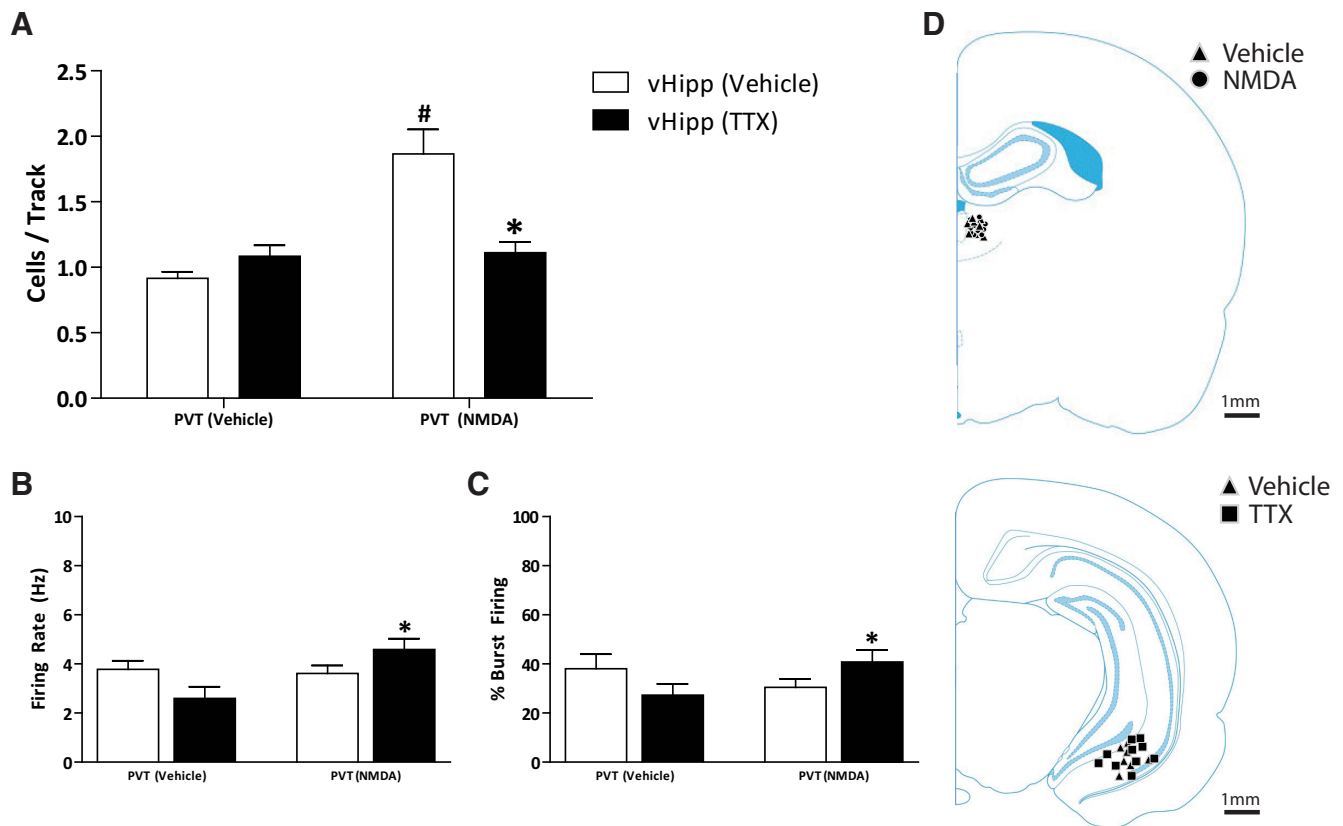 A
2.5
2.0
1.5
1.0
0.5
0.0
Cells / Track
#
*
vHipp (Vehicle)
vHipp (TTX)
PVT (Vehicle)
PVT (NMDA)
B
10
8
6
4
2
0
Firing Rate (Hz)
*
PVT (Vehicle)
PVT (NMDA)
C
100
80
60
40
20
0
% Burst Firing
*
PVT (Vehicle)
PVT (NMDA)
D
Vehicle
NMDA
1mm
Vehicle
TTX
1mm